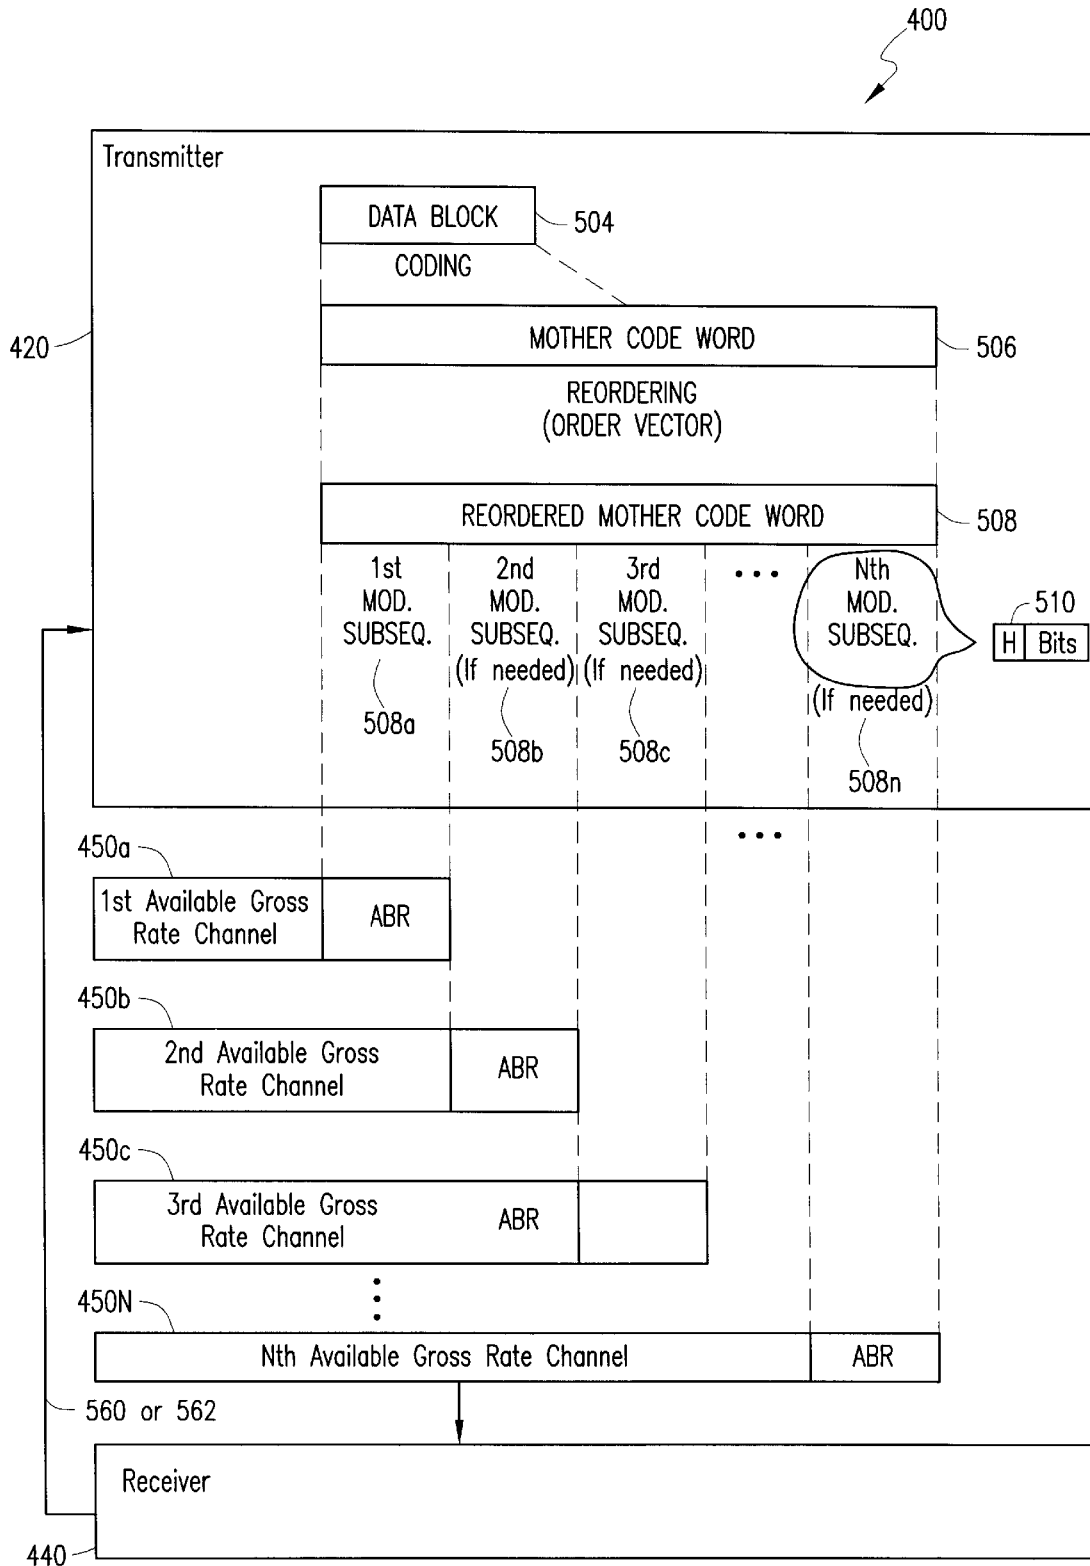 400
Transmitter
DATA BLOCK
504
CODING
420
MOTHER CODE WORD
506
REORDERING
(ORDER VECTOR)
REORDERED MOTHER CODE WORD
508
1st
MOD.
SUBSEQ.
508a
2nd
MOD.
SUBSEQ.
(If needed)
508b
3rd
MOD.
SUBSEQ.
(If needed)
508c
• • •
Nth
MOD.
SUBSEQ.
(If needed)
508n
510
H Bits
• • •
450a
1st Available Gross
Rate Channel
ABR
450b
2nd Available Gross
Rate Channel
ABR
450c
3rd Available Gross
Rate Channel
ABR
450N
Nth Available Gross Rate Channel
ABR
560 or 562
Receiver
440